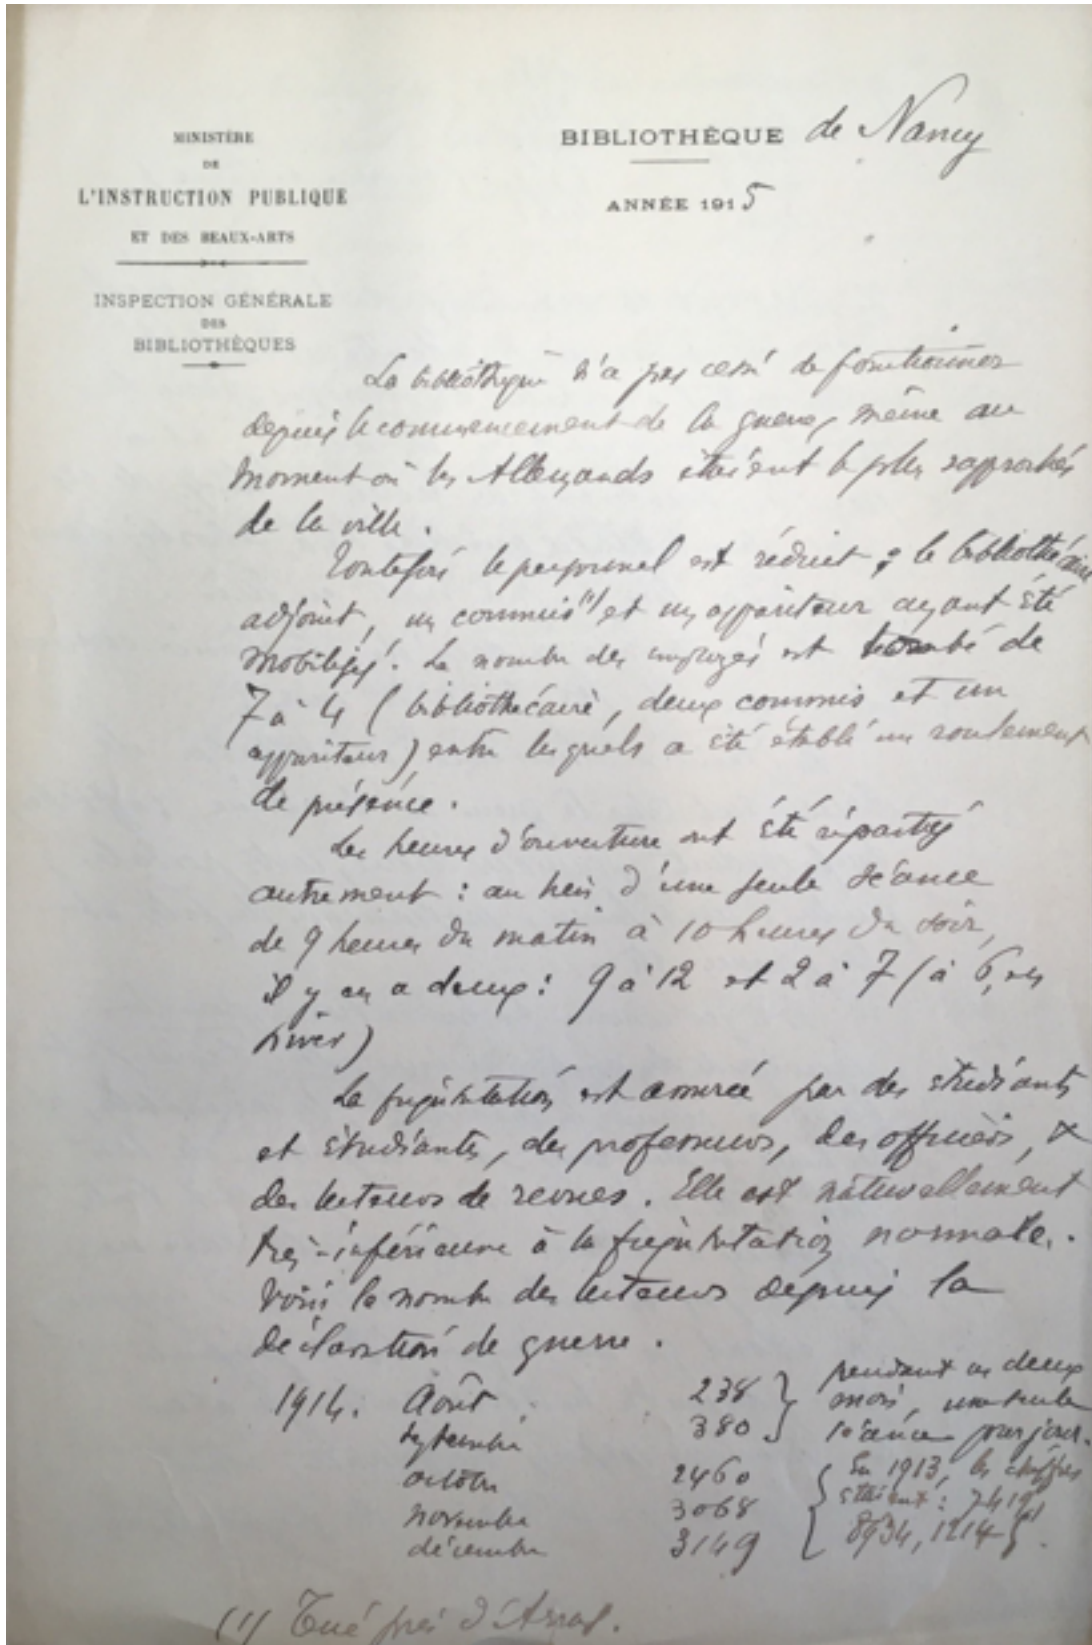 MINISTÈRE
DE
L'INSTRUCTION PUBLIQUE
ET DES BEAUX-ARTS
INSPECTION GÉNÉRALE
DES
BIBLIOTHÈQUES
BIBLIOTHÈQUE de Nancy
ANNÉE 1915
La bibliothèque n'a pas cessé de fonctionner
depuis le commencement de la guerre, même au
moment où les Allemands étaient le plus rapprochés
de la ville.
Toutefois le personnel est réduit ; le bibliothécaire
adjoint, un commis (1) et un appariteur ayant été
mobilisés. Le nombre des employés est tombé de
7 à 4 (bibliothécaire, deux commis et un
appariteur) entre lesquels a été établi un roulement
de présence.
Les heures d'ouverture ont été réparties
autrement : au lieu d'une seule séance
de 9 heures du matin à 10 heures du soir,
il y en a deux : 9 à 12 et 2 à 7 (à 6, en
hiver)
La fréquentation est assurée par des étudiants
et étudiantes, des professeurs, des officiers, &
des lecteurs de revues. Elle est naturellement
très-inférieure à la fréquentation normale.
Voici le nombre des lecteurs depuis la
déclaration de guerre.
1914. Août 238 } pendant ces deux
septembre 380 } mois, une seule
séance par jour.
octobre 2460 { En 1913, les chiffres
novembre 3068 étaient : 7419,
décembre 3149 8934,
(1) Tué près d'Arras.